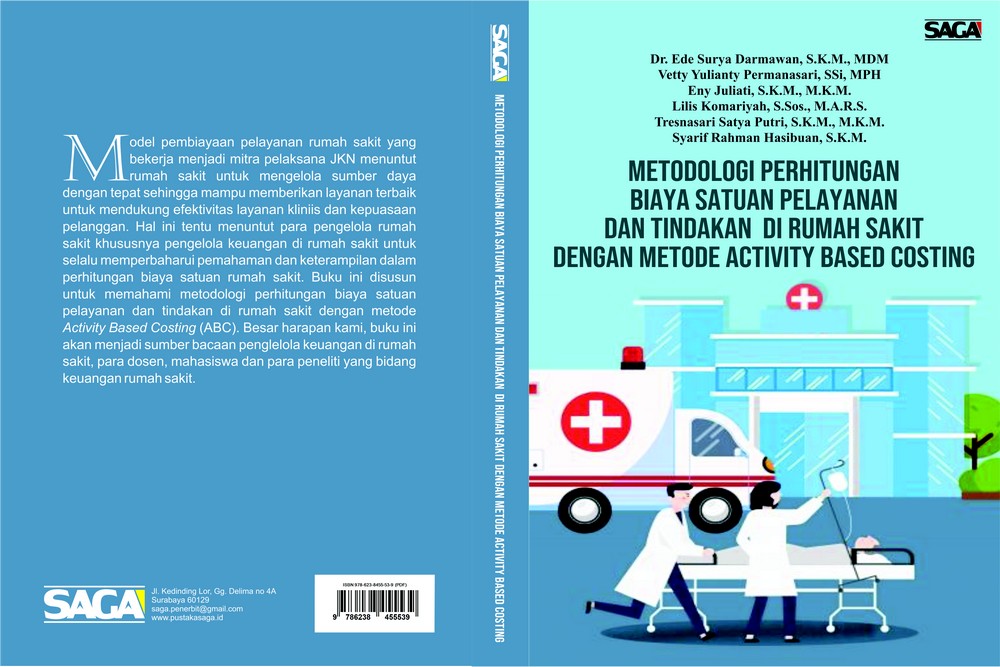 Model pembiayaan pelayanan rumah sakit yang
bekerja menjadi mitra pelaksana JKN menuntut
rumah sakit untuk mengelola sumber daya
dengan tepat sehingga mampu memberikan layanan terbaik
untuk mendukung efektivitas layanan kliniis dan kepuasaan
pelanggan. Hal ini tentu menuntut para pengelola rumah
sakit khususnya pengelola keuangan di rumah sakit untuk
selalu memperbaharui pemahaman dan keterampilan dalam
perhitungan biaya satuan rumah sakit. Buku ini disusun
untuk memahami metodologi perhitungan biaya satuan
pelayanan dan tindakan di rumah sakit dengan metode
Activity Based Costing (ABC). Besar harapan kami, buku ini
akan menjadi sumber bacaan penglelola keuangan di rumah
sakit, para dosen, mahasiswa dan para peneliti yang bidang
keuangan rumah sakit.
SAGA
Jl. Kedinding Lor, Gg. Delima no 4A
Surabaya 60129
saga.penerbit@gmail.com
www.pustakasaga.id
ISBN 978-623-8455-53-9 (PDF)
9 786238 455539
SAGA
METODOLOGI PERHITUNGAN BIAYA SATUAN PELAYANAN DAN TINDAKAN DI RUMAH SAKIT DENGAN METODE ACTIVITY BASED COSTING
SAGA
Dr. Ede Surya Darmawan, S.K.M., MDM
Vetty Yulianty Permanasari, SSi, MPH
Eny Juliati, S.K.M., M.K.M.
Lilis Komariyah, S.Sos., M.A.R.S.
Tresnasari Satya Putri, S.K.M., M.K.M.
Syarif Rahman Hasibuan, S.K.M.
METODOLOGI PERHITUNGAN
BIAYA SATUAN PELAYANAN
DAN TINDAKAN DI RUMAH SAKIT
DENGAN METODE ACTIVITY BASED COSTING